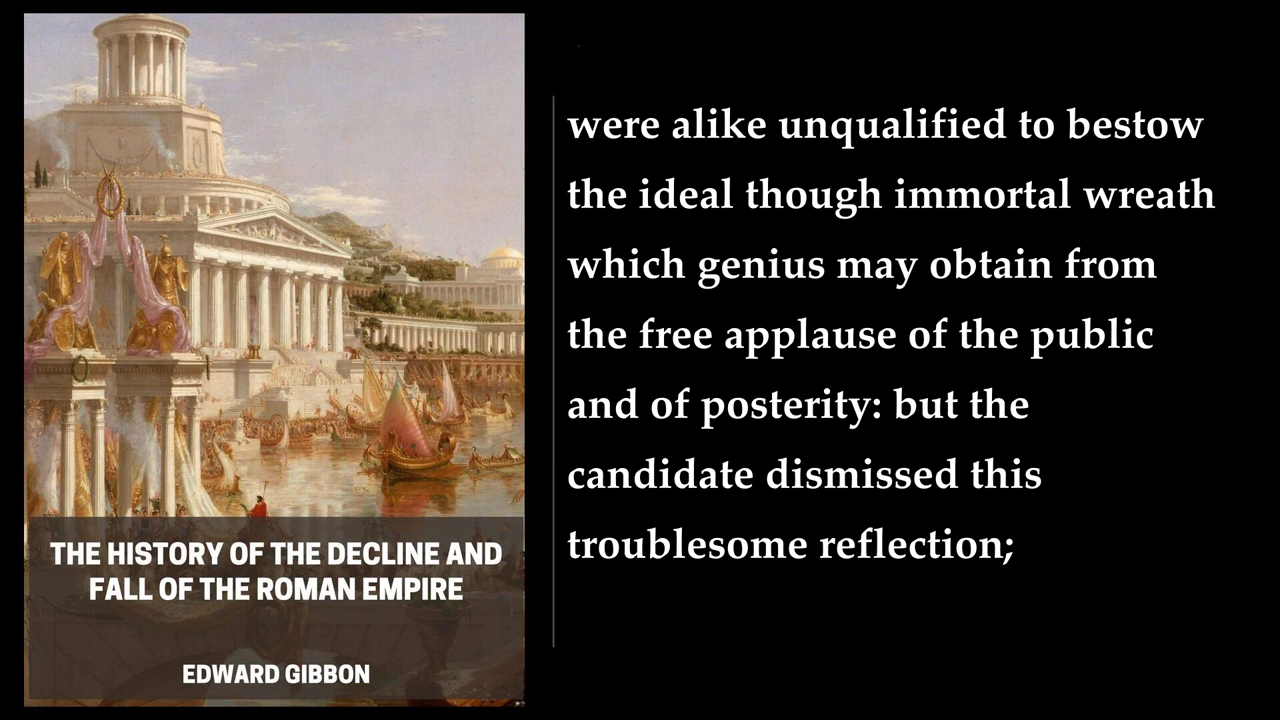 THE HISTORY OF THE DECLINE AND
FALL OF THE ROMAN EMPIRE
EDWARD GIBBON
were alike unqualified to bestow
the ideal though immortal wreath
which genius may obtain from
the free applause of the public
and of posterity: but the
candidate dismissed this
troublesome reflection;